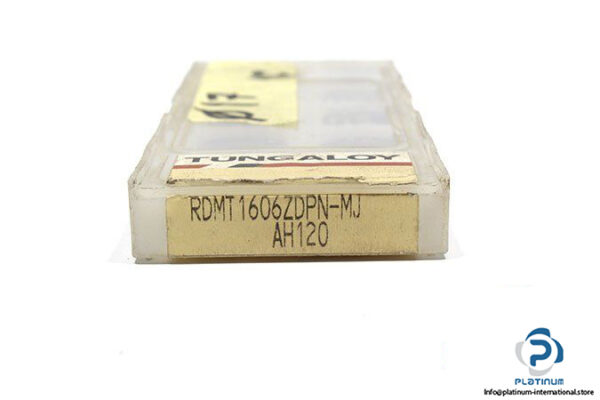 TUNGALOY
RDMT1606ZDPN-MJ
AH120
PLATINUM
Info@platinum-international.store